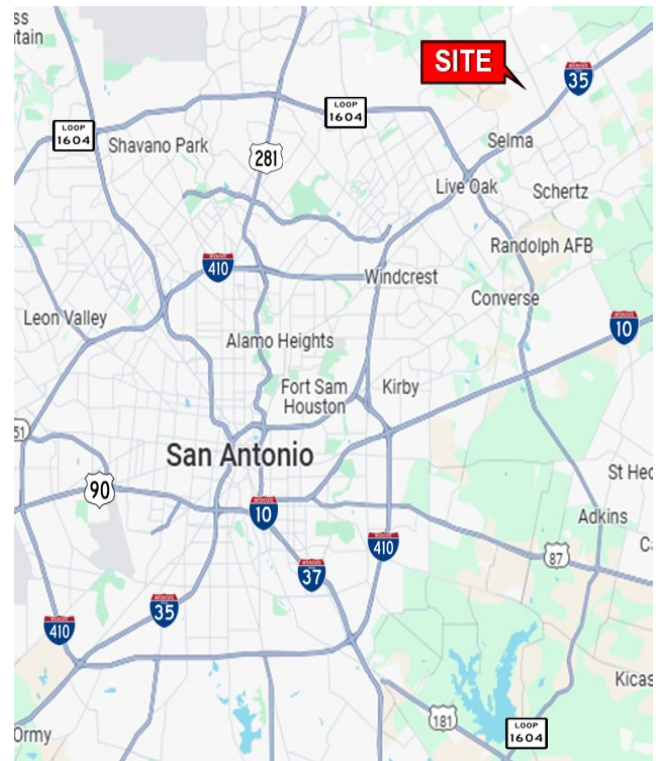 ss
ntain
SITE
35
LOOP
1604
LOOP
1604
Shavano Park
281
Selma
Live Oak
Schertz
410
Windcrest
Randolph AFB
Converse
Leon Valley
10
Alamo Heights
Fort Sam
Houston
Kirby
51
San Antonio
90
St Hed
10
Adkins
410
Ca
87
37
35
410
Kicas
181
LOOP
1604
Ormy